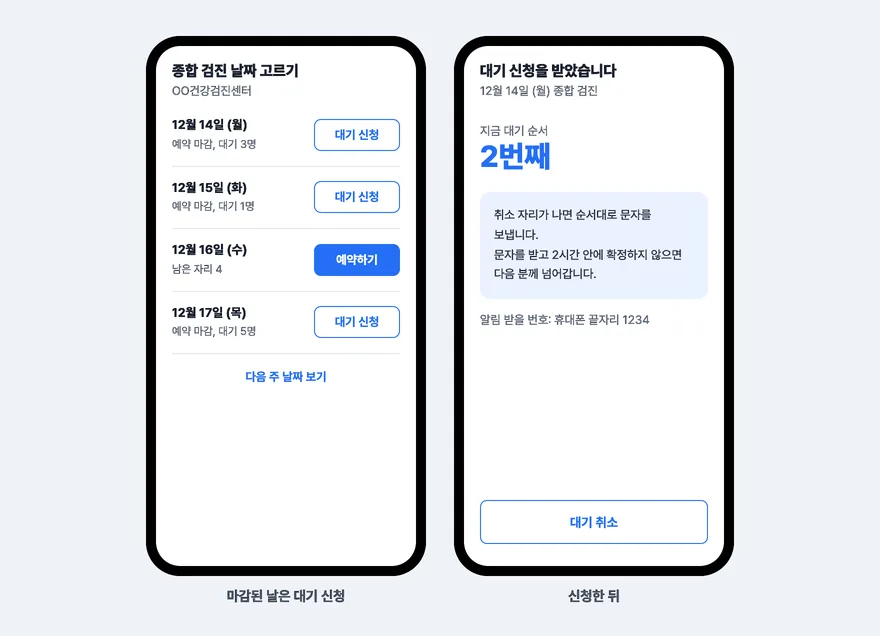 종합 검진 날짜 고르기
OO건강검진센터
12월 14일 (월)
예약 마감, 대기 3명
대기 신청
12월 15일 (화)
예약 마감, 대기 1명
대기 신청
12월 16일 (수)
남은 자리 4
예약하기
12월 17일 (목)
예약 마감, 대기 5명
대기 신청
다음 주 날짜 보기
마감된 날은 대기 신청
대기 신청을 받았습니다
12월 14일 (월) 종합 검진
지금 대기 순서
2번째
취소 자리가 나면 순서대로 문자를
보냅니다.
문자를 받고 2시간 안에 확정하지 않으면
다음 분께 넘어갑니다.
알림 받을 번호: 휴대폰 끝자리 1234
대기 취소
신청한 뒤